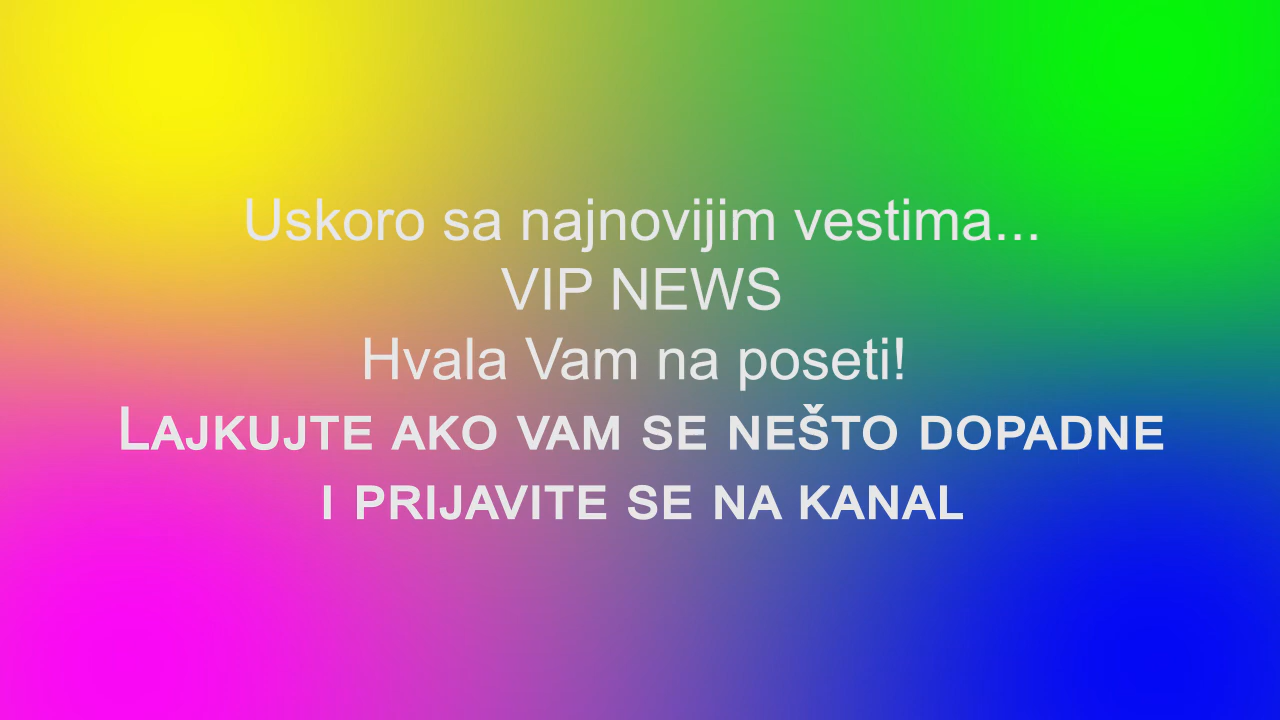 Uskoro sa najnovijim vestima...
VIP NEWS
Hvala Vam na poseti!
Lajkujte ako vam se nešto dopadne
i prijavite se na kanal